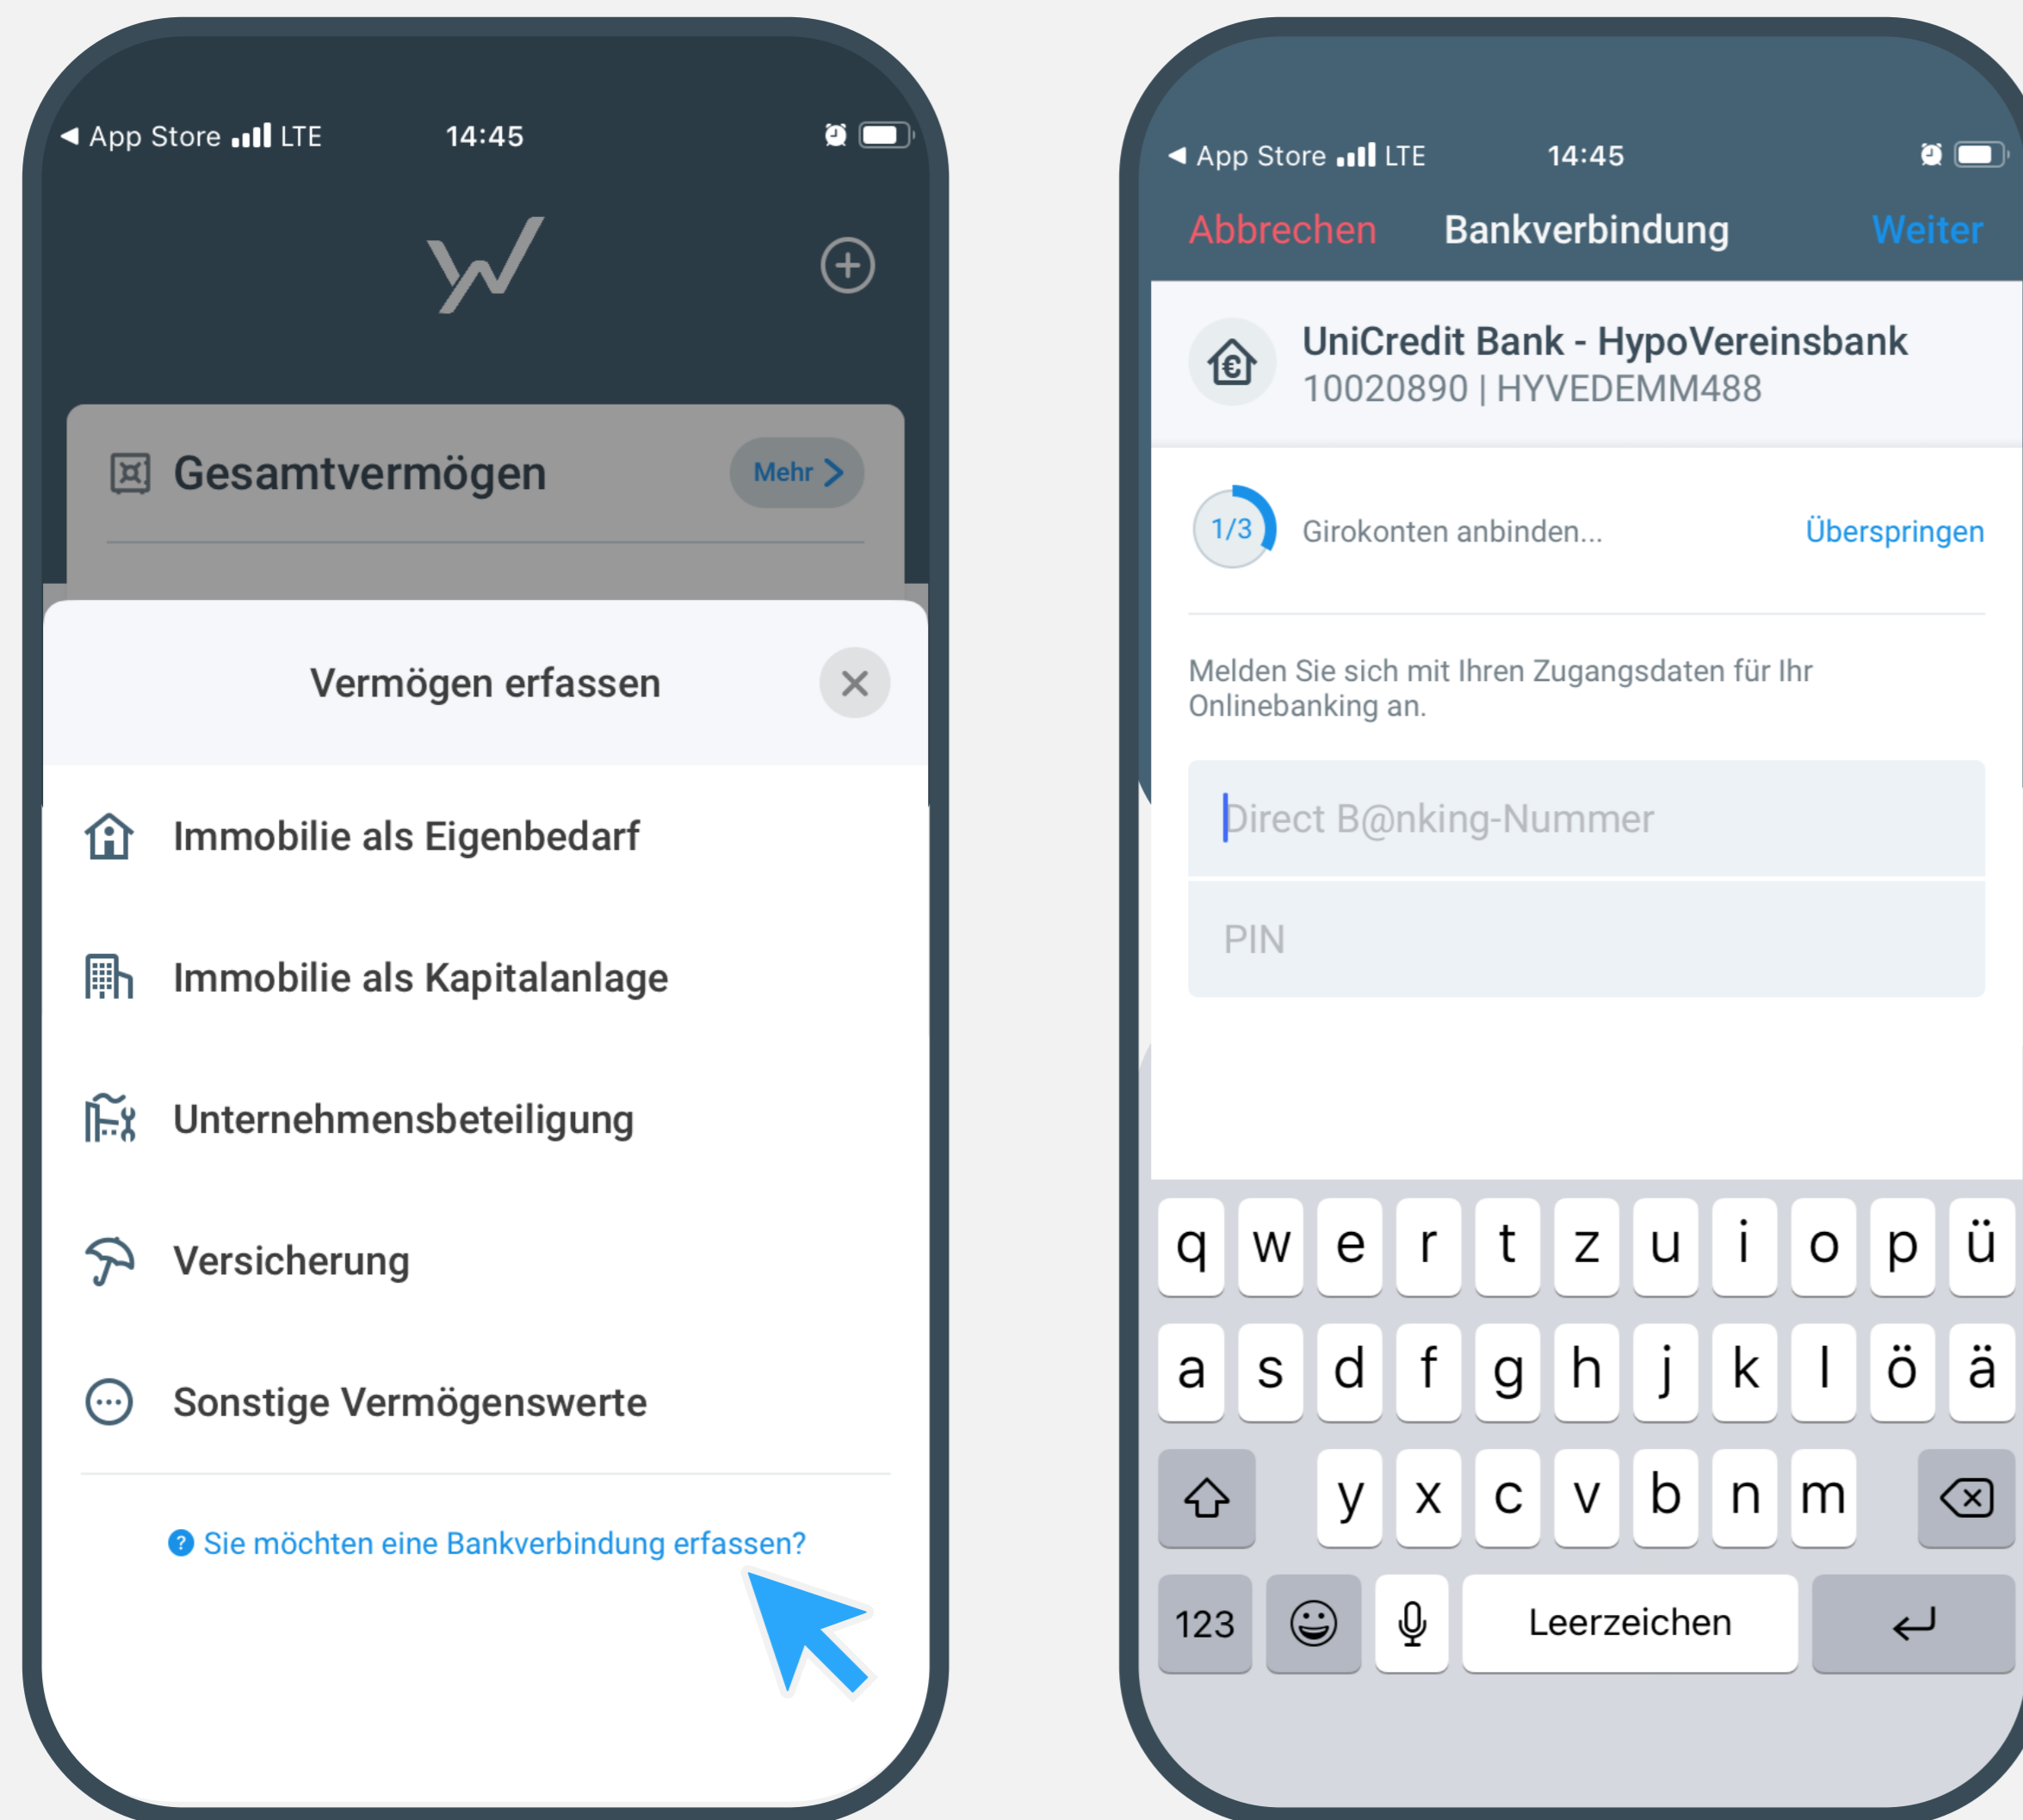 App Store LTE 14:45
Gesamtvermögen Mehr
Vermögen erfassen
Immobilie als Eigenbedarf
Immobilie als Kapitalanlage
Unternehmensbeteiligung
Versicherung
Sonstige Vermögenswerte
? Sie möchten eine Bankverbindung erfassen?
App Store LTE 14:45
Abbrechen Bankverbindung Weiter
UniCredit Bank - HypoVereinsbank
10020890 | HYVEDEMM488
1/3 Girokonten anbinden... Überspringen
Melden Sie sich mit Ihren Zugangsdaten für Ihr
Onlinebanking an.
Direct B@nking-Nummer
PIN
q w e r t z u i o p ü
a s d f g h j k l ö ä
y x c v b n m
123 Leerzeichen